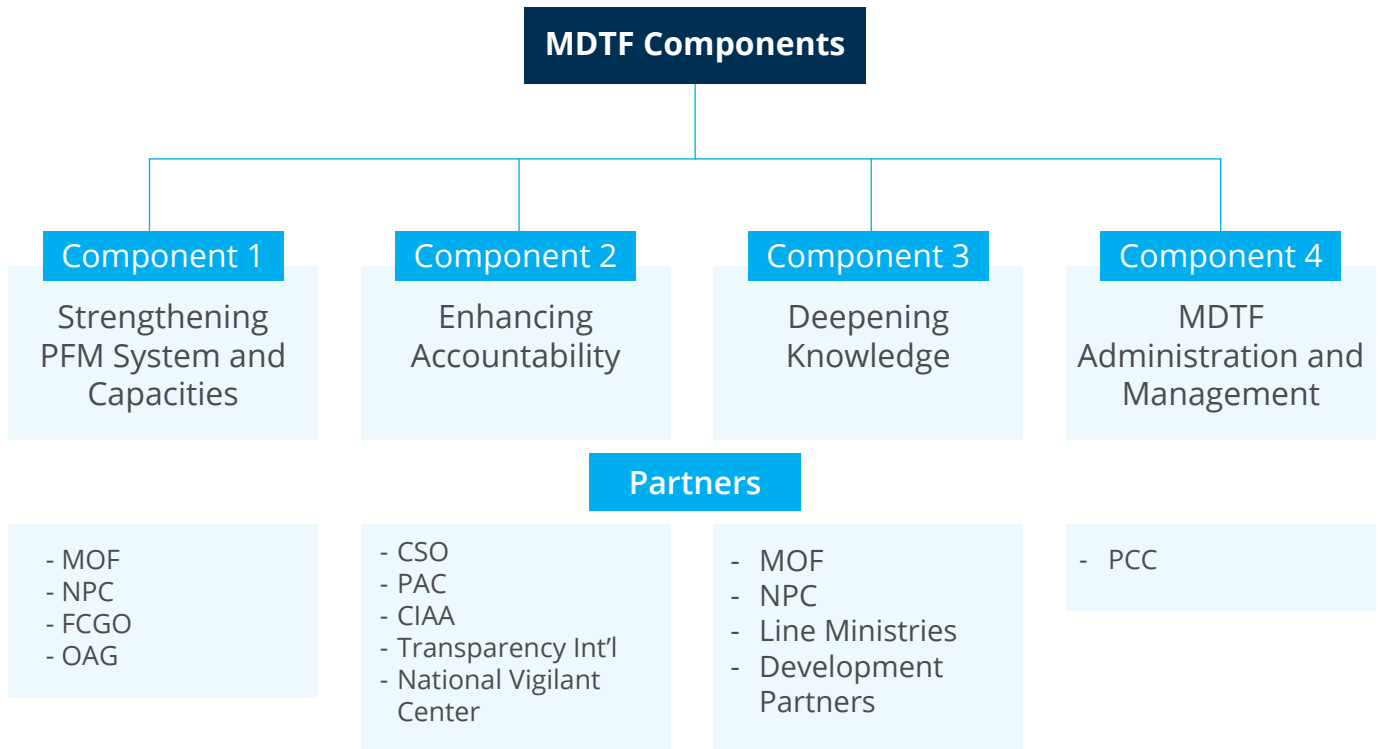 MDTF Components
Component 1
Strengthening
PFM System and
Capacities
Component 2
Enhancing
Accountability
Component 3
Deepening
Knowledge
Component 4
MDTF
Administration and
Management
Partners
- MOF
- NPC
- FCGO
- OAG
- CSO
- PAC
- CIAA
- Transparency Int’l
- National Vigilant
Center
- MOF
- NPC
- Line Ministries
- Development
Partners
- PCC